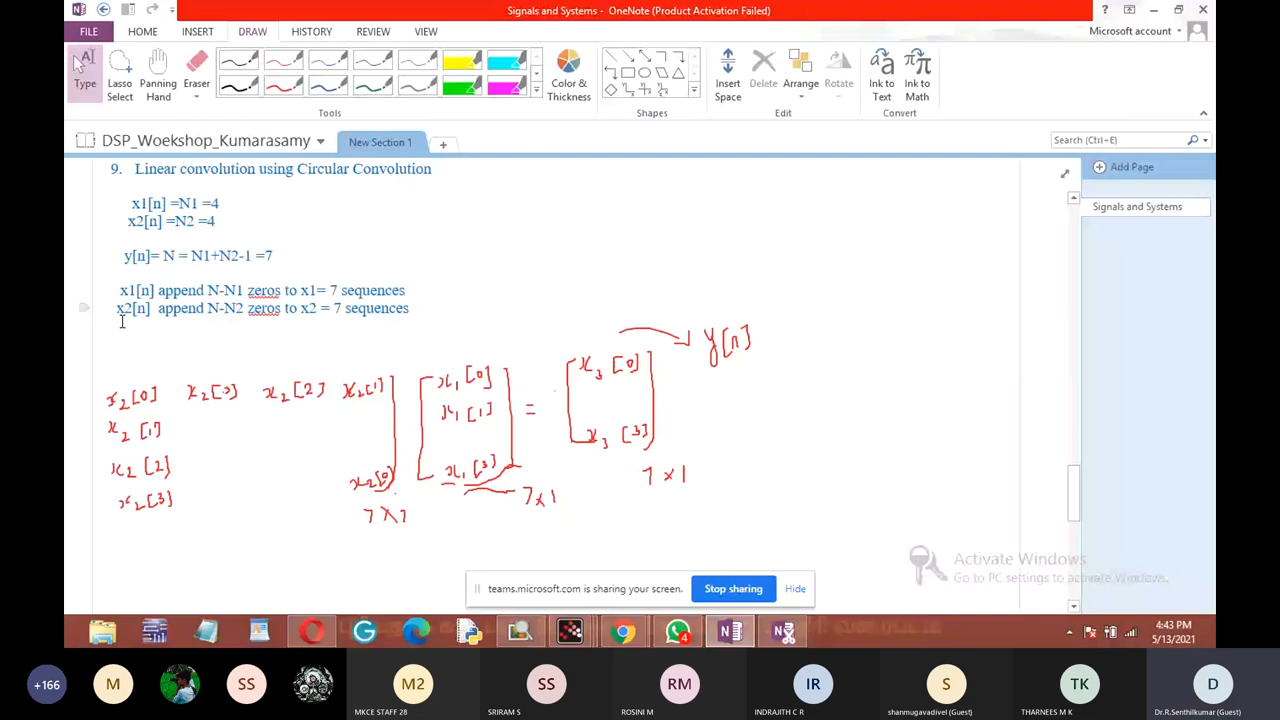 Signals and Systems - OneNote (Product Activation Failed)
FILE HOME INSERT DRAW HISTORY REVIEW VIEW
Microsoft account
Type
Lasso Select
Panning Hand
Eraser
Color & Thickness
Insert Space
Delete
Arrange
Rotate
Ink to Text
Ink to Math
Tools
Shapes
Edit
Convert
DSP_Woekshop_Kumarasamy
New Section 1
Search (Ctrl+E)
Add Page
Signals and Systems
9. Linear convolution using Circular Convolution
x1[n] =N1 =4
x2[n] =N2 =4
y[n]= N = N1+N2-1 =7
x1[n] append N-N1 zeros to x1= 7 sequences
x2[n] append N-N2 zeros to x2 = 7 sequences
y[n]
x2[0] x2[3] x2[2] x2[1] x1[0] = x3[0]
x2[1] x1[1]
x2[2] x2[0] x1[3] x3[3]
x2[3] 7x7 7x1 7x1
Activate Windows
Go to PC settings to activate Windows.
teams.microsoft.com is sharing your screen. Stop sharing Hide
4
4:43 PM
5/13/2021
+166 M SS M2 SS RM IR S TK D
MKCE STAFF 28 SRIRAM S ROSINI M INDRAJITH C R shanmugavadivel (Guest) THARNEES M K Dr.R.Senthilkumar (Guest)